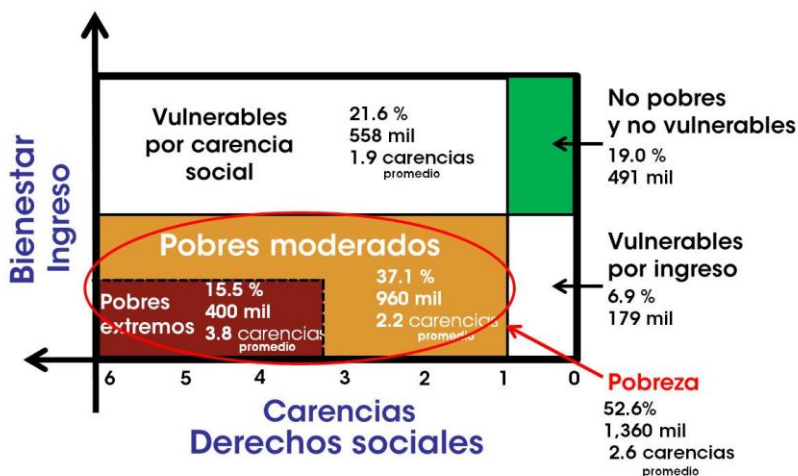 Bienestar
Ingreso
Vulnerables
por carencia
social
21.6 %
558 mil
1.9 carencias
promedio
No pobres
y no vulnerables
19.0 %
491 mil
Pobres moderados
37.1 %
960 mil
2.2 carencias
promedio
Pobres
extremos
15.5 %
400 mil
3.8 carencias
promedio
Vulnerables
por ingreso
6.9 %
179 mil
6 5 4 3 2 1 0
Carencias
Derechos sociales
Pobreza
52.6%
1,360 mil
2.6 carencias
promedio